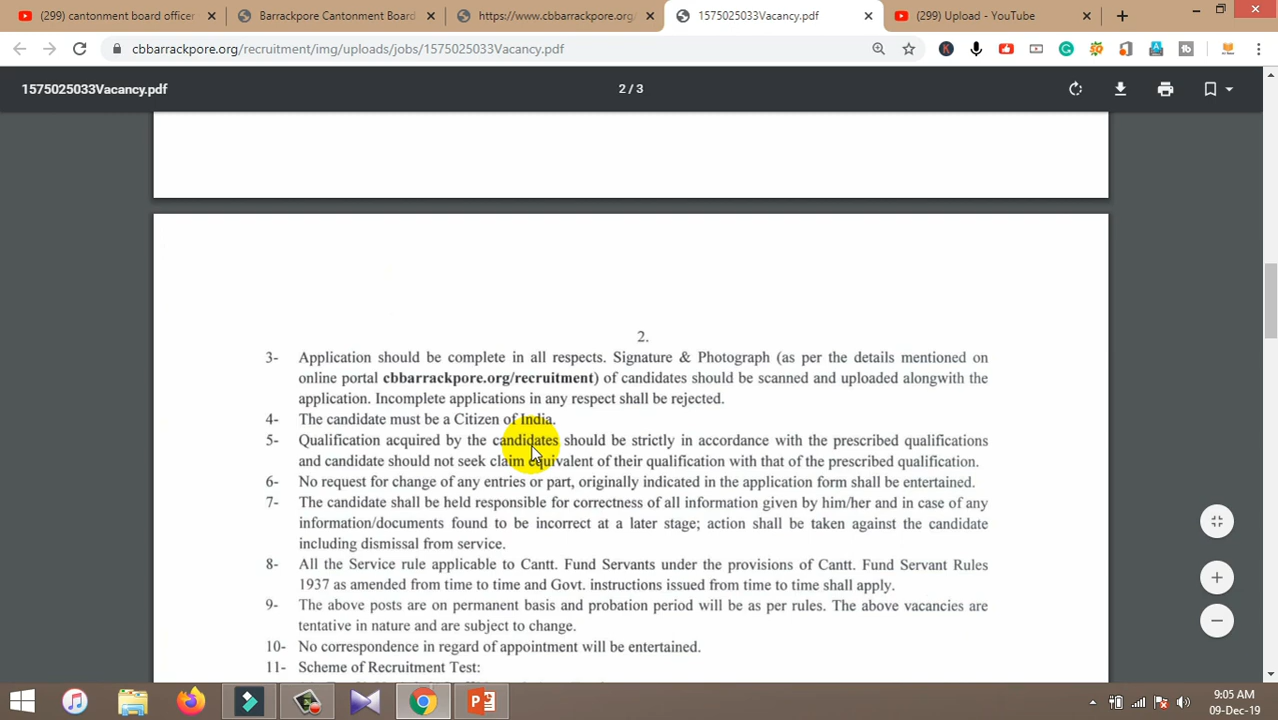 (299) cantonment board officer
Barrackpore Cantonment Board
https://www.cbbarrackpore.org/
1575025033Vacancy.pdf
(299) Upload - YouTube
cbbarrackpore.org/recruitment/img/uploads/jobs/1575025033Vacancy.pdf
1575025033Vacancy.pdf
2 / 3
2.
3- Application should be complete in all respects. Signature & Photograph (as per the details mentioned on
online portal cbbarrackpore.org/recruitment) of candidates should be scanned and uploaded alongwith the
application. Incomplete applications in any respect shall be rejected.
4- The candidate must be a Citizen of India.
5- Qualification acquired by the candidates should be strictly in accordance with the prescribed qualifications
and candidate should not seek claim equivalent of their qualification with that of the prescribed qualification.
6- No request for change of any entries or part, originally indicated in the application form shall be entertained.
7- The candidate shall be held responsible for correctness of all information given by him/her and in case of any
information/documents found to be incorrect at a later stage; action shall be taken against the candidate
including dismissal from service.
8- All the Service rule applicable to Cantt. Fund Servants under the provisions of Cantt. Fund Servant Rules
1937 as amended from time to time and Govt. instructions issued from time to time shall apply.
9- The above posts are on permanent basis and probation period will be as per rules. The above vacancies are
tentative in nature and are subject to change.
10- No correspondence in regard of appointment will be entertained.
11- Scheme of Recruitment Test:
9:05 AM
09-Dec-19